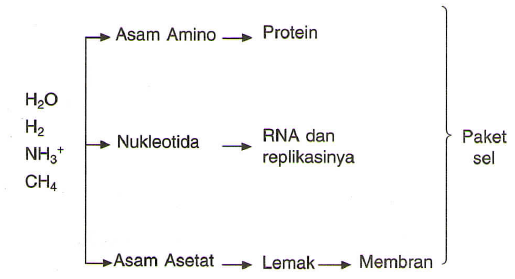 H₂O
H₂
NH₃⁺
CH₄
Asam Amino
Protein
Nukleotida
RNA dan
replikasinya
Asam Asetat
Lemak
Membran
Paket
sel